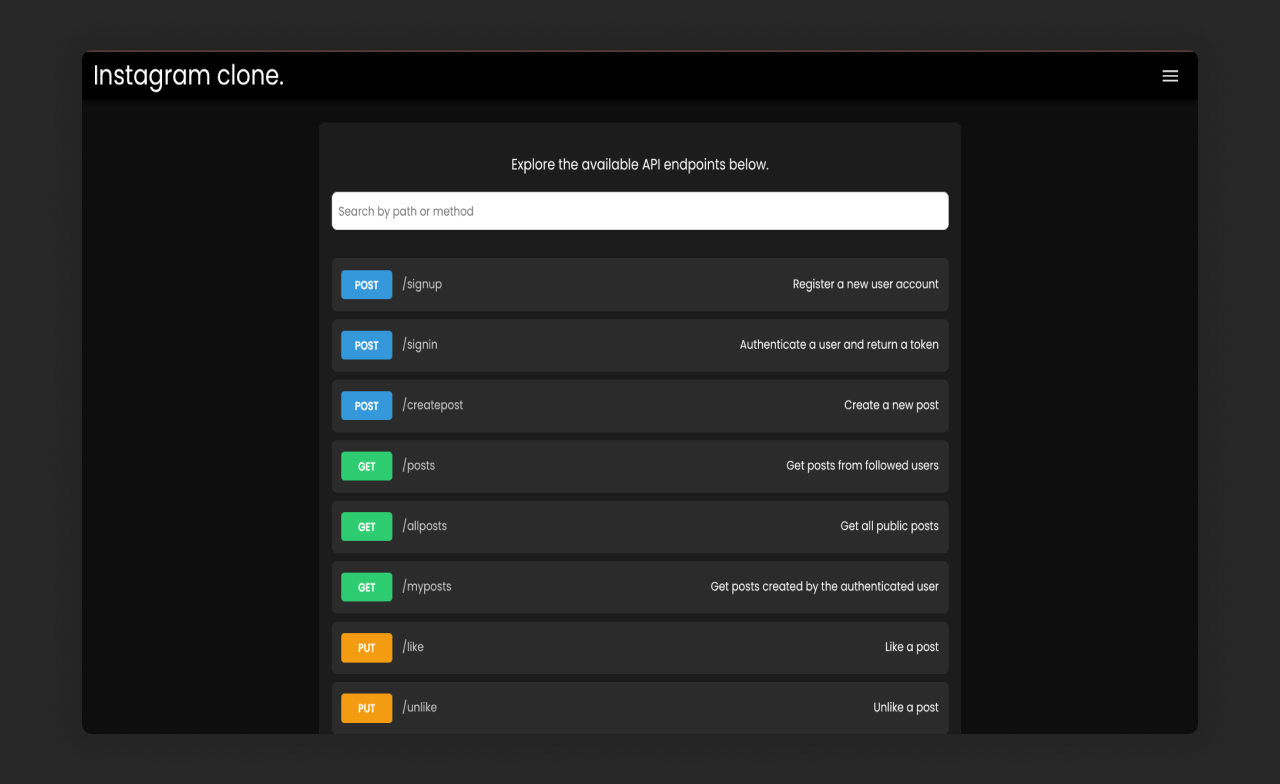 Instagram clone.
Explore the available API endpoints below.
Search by path or method
POST /signup Register a new user account
POST /signin Authenticate a user and return a token
POST /createpost Create a new post
GET /posts Get posts from followed users
GET /allposts Get all public posts
GET /myposts Get posts created by the authenticated user
PUT /like Like a post
PUT /unlike Unlike a post